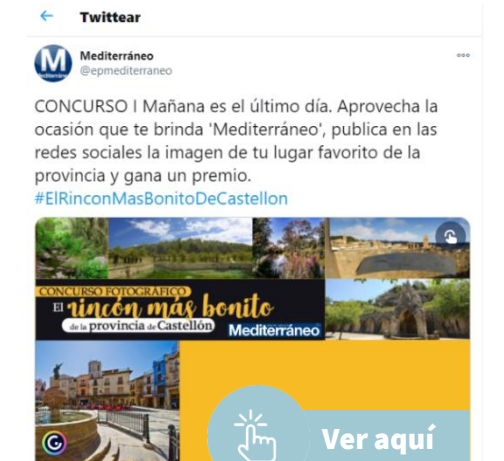 Twittear
Mediterráneo
@epmediterraneo
CONCURSO I Mañana es el último día. Aprovecha la
ocasión que te brinda 'Mediterráneo', publica en las
redes sociales la imagen de tu lugar favorito de la
provincia y gana un premio.
#ElRinconMasBonitoDeCastellon
CONCURSO FOTOGRÁFICO
El rincón más bonito
de la provincia de Castellón
Mediterráneo
Ver aquí